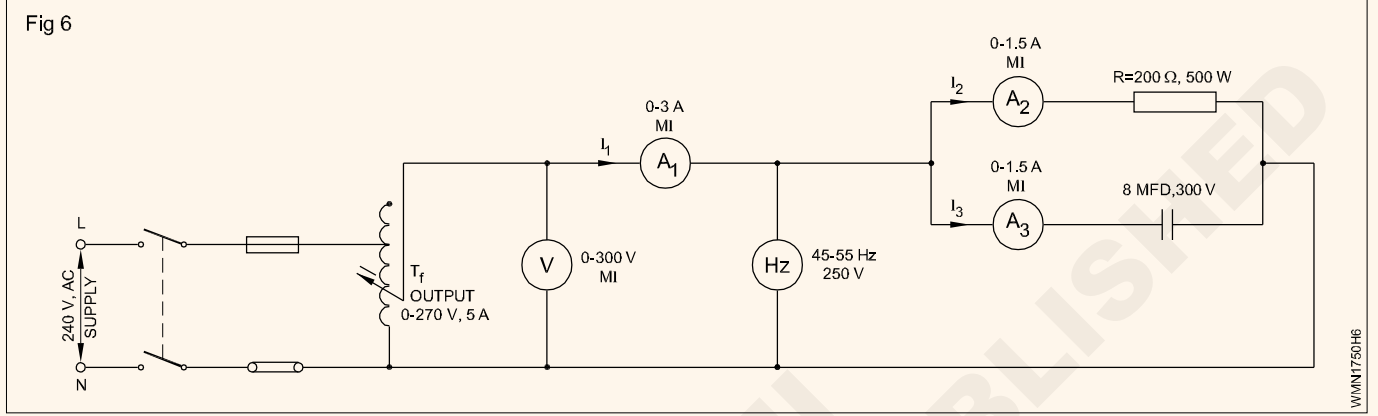 Fig 6
L
240 V, AC
SUPPLY
N
Tf
OUTPUT
0-270 V, 5 A
V
0-300 V
MI
I1
0-3 A
MI
A1
Hz
45-55 Hz
250 V
I2
0-1.5 A
MI
A2
R=200 Ω, 500 W
I3
0-1.5 A
MI
A3
8 MFD,300 V
WMN1750H6
BLISHED